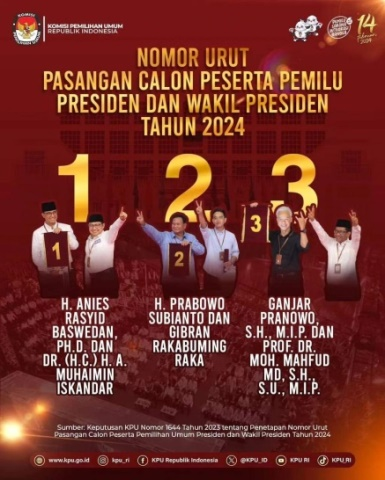 KOMISI PEMILIHAN UMUM
REPUBLIK INDONESIA
14
NOMOR URUT
PASANGAN CALON PESERTA PEMILU
PRESIDEN DAN WAKIL PRESIDEN
TAHUN 2024
1 2 3
1 2 3
H. ANIES
RASYID
BASWEDAN,
PH.D. DAN
DR. (H.C.) H. A.
MUHAIMIN
ISKANDAR
H. PRABOWO
SUBIANTO DAN
GIBRAN
RAKABUMING
RAKA
GANJAR
PRANOWO,
S.H., M.I.P. DAN
PROF. DR.
MOH. MAHFUD
MD, S.H.,
S.U., M.I.P.
Sumber: Keputusan KPU Nomor 1644 Tahun 2023 tentang Penetapan Nomor Urut
Pasangan Calon Peserta Pemilihan Umum Presiden dan Wakil Presiden Tahun 2024
www.kpu.go.id kpu_ri KPU Republik Indonesia @KPU_ID KPU RI KPU_RI